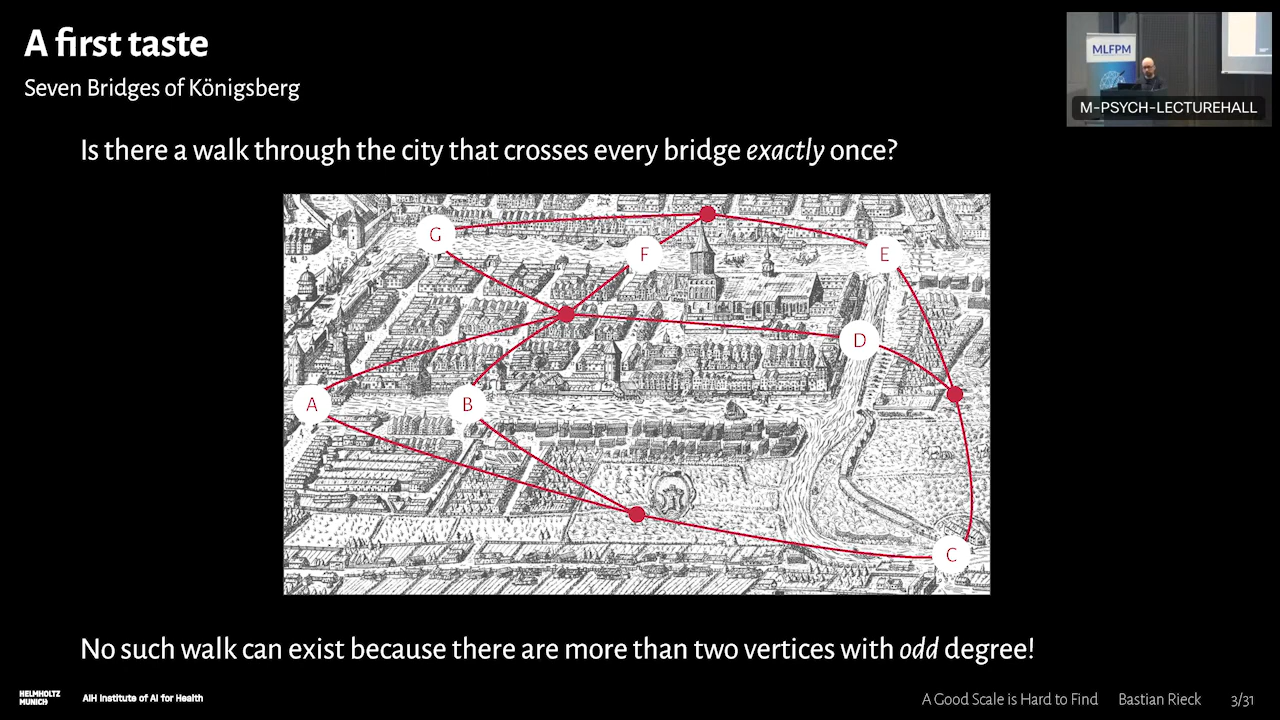 A first taste
Seven Bridges of Königsberg
MLFPM
M-PSYCH-LECTUREHALL
Is there a walk through the city that crosses every bridge exactly once?
G
F
E
D
A
B
C
No such walk can exist because there are more than two vertices with odd degree!
HELMHOLTZ
MUNICH
AIH Institute of AI for Health
A Good Scale is Hard to Find
Bastian Rieck
3/31